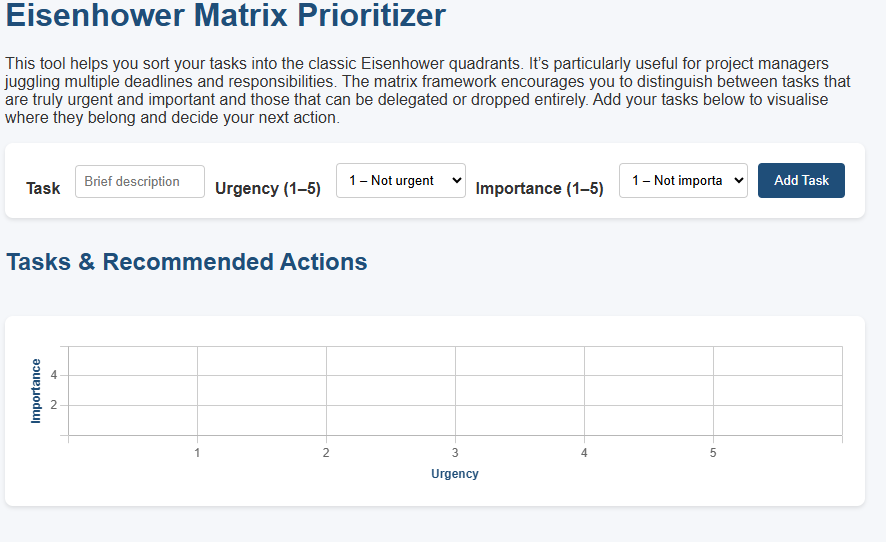 Eisenhower Matrix Prioritizer
This tool helps you sort your tasks into the classic Eisenhower quadrants. It’s particularly useful for project managers
juggling multiple deadlines and responsibilities. The matrix framework encourages you to distinguish between tasks that
are truly urgent and important and those that can be delegated or dropped entirely. Add your tasks below to visualise
where they belong and decide your next action.
Task Brief description Urgency (1–5) 1 – Not urgent Importance (1–5) 1 – Not importa Add Task
Tasks & Recommended Actions
Importance
4
2
1 2 3 4 5
Urgency